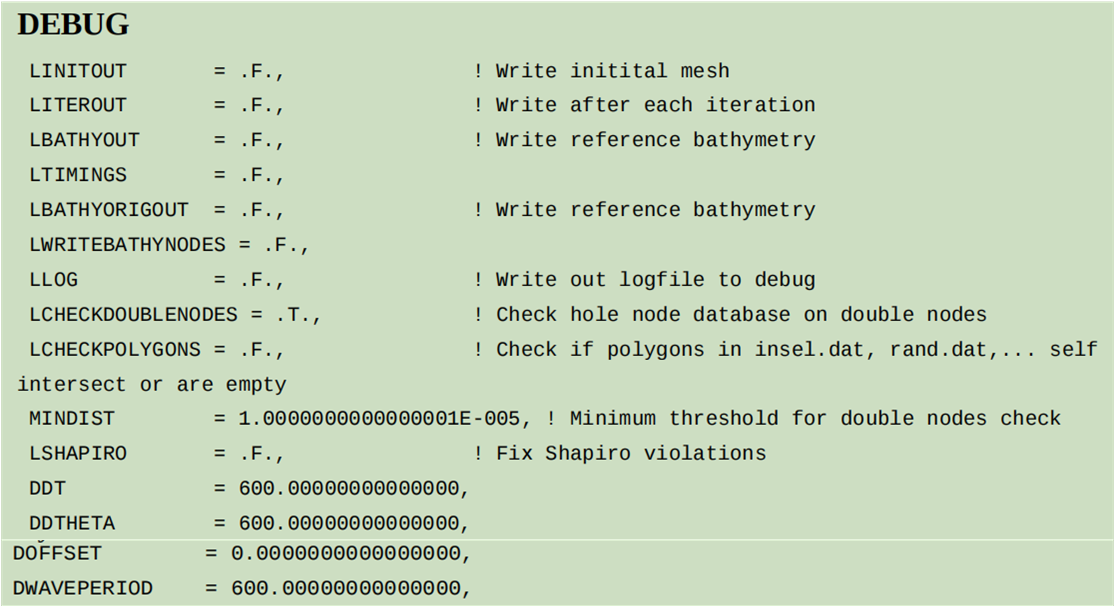 DEBUG
LINITOUT = .F., ! Write initital mesh
LITEROUT = .F., ! Write after each iteration
LBATHYOUT = .F., ! Write reference bathymetry
LTIMINGS = .F.,
LBATHYORIGOUT = .F., ! Write reference bathymetry
LWRITEBATHYNODES = .F.,
LLOG = .F., ! Write out logfile to debug
LCHECKDOUBLENODES = .T., ! Check hole node database on double nodes
LCHECKPOLYGONS = .F., ! Check if polygons in insel.dat, rand.dat,... self
intersect or are empty
MINDIST = 1.0000000000000001E-005, ! Minimum threshold for double nodes check
LSHAPIRO = .F., ! Fix Shapiro violations
DDT = 600.00000000000000,
DDTHETA = 600.00000000000000,
DOFFSET = 0.0000000000000000,
DWAVEPERIOD = 600.00000000000000,